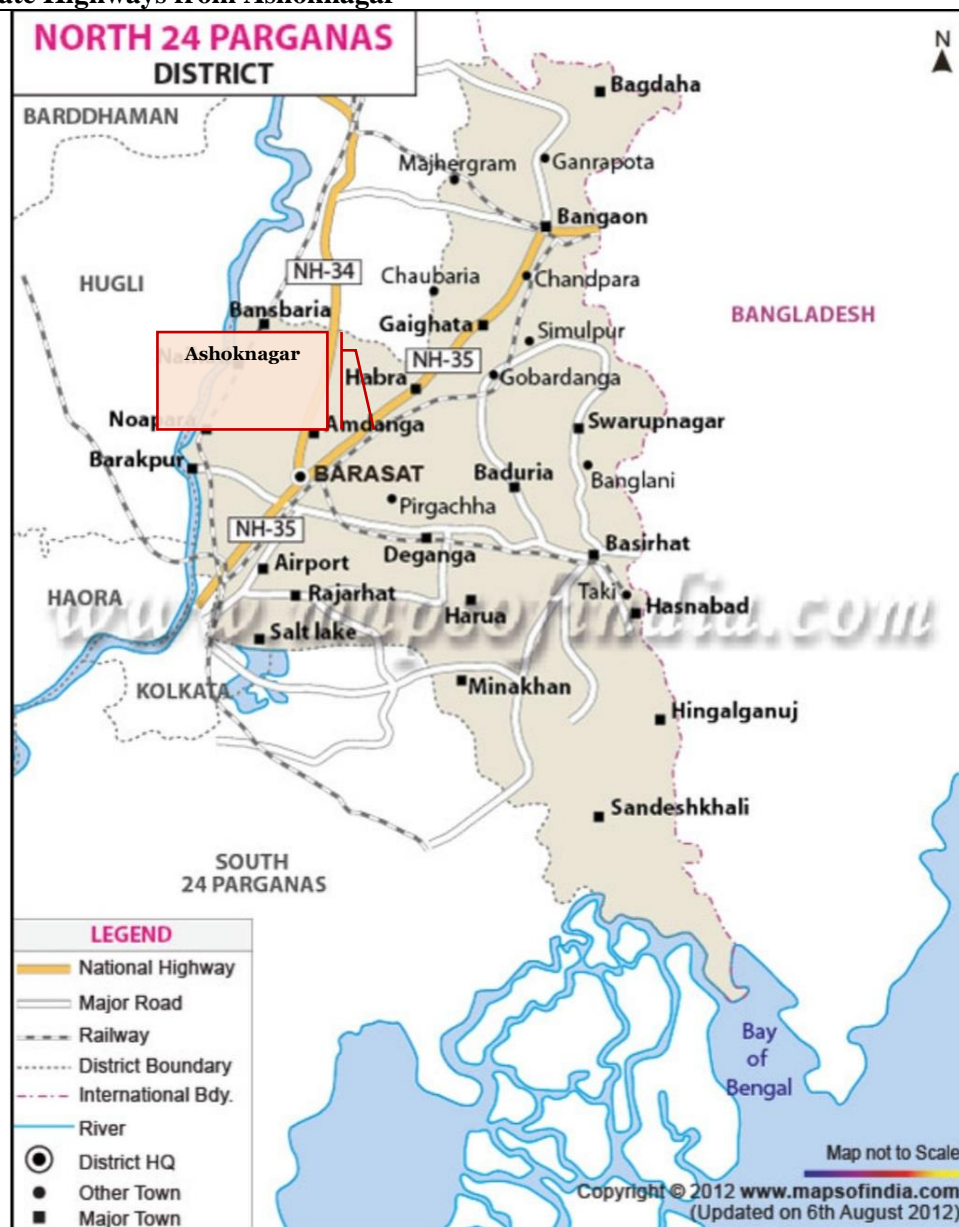 ate Highways from Ashoknagar
NORTH 24 PARGANAS
DISTRICT
N
BARDDHAMAN
Bagdaha
Majhergram
Ganrapota
Bangaon
NH-34
HUGLI
Chaubaria
Chandpara
Bansbaria
Gaighata
Simulpur
BANGLADESH
Ashoknagar
NH-35
Habra
Gobardanga
Noapara
Amdanga
Swarupnagar
Barakpur
BARASAT
Baduria
Banglani
Pirgachha
NH-35
Deganga
Basirhat
Airport
HAORA
Rajarhat
Taki
Harua
Hasnabad
www.mapsofindia.com
Salt lake
KOLKATA
Minakhan
Hingalganuj
Sandeshkhali
SOUTH
24 PARGANAS
LEGEND
National Highway
Major Road
Railway
District Boundary
International Bdy.
River
District HQ
Other Town
Major Town
Bay
of
Bengal
Map not to Scale
Copyright © 2012 www.mapsofindia.com
(Updated on 6th August 2012)